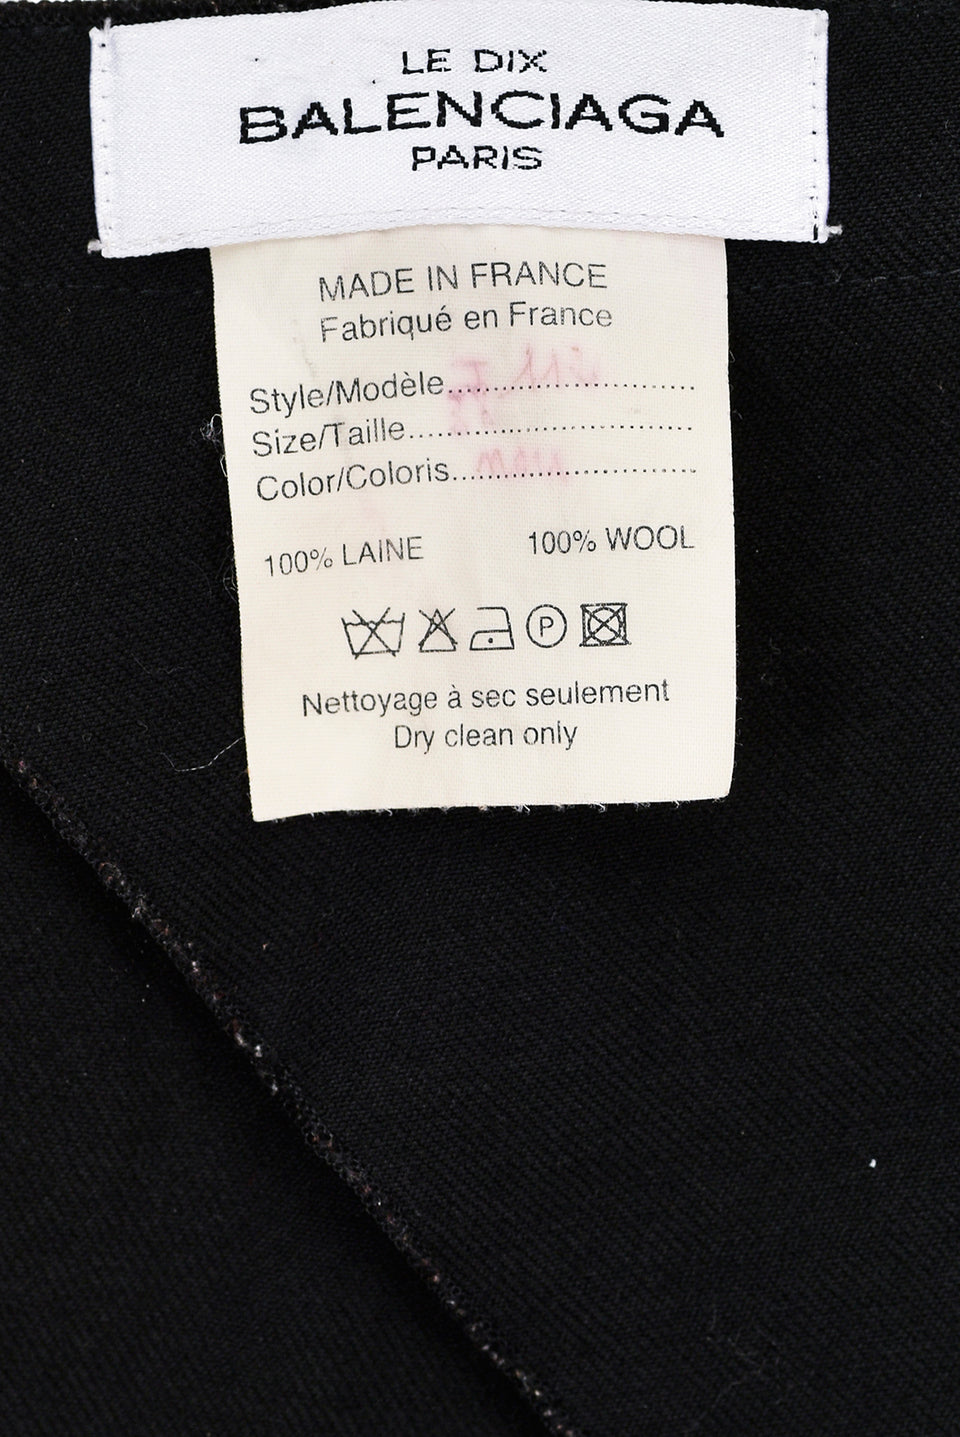 LE DIX
BALENCIAGA
PARIS
MADE IN FRANCE
Fabriqué en France
Style/Modèle..............................
Size/Taille..................................
Color/Coloris.............................
100% LAINE 100% WOOL
P
Nettoyage à sec seulement
Dry clean only